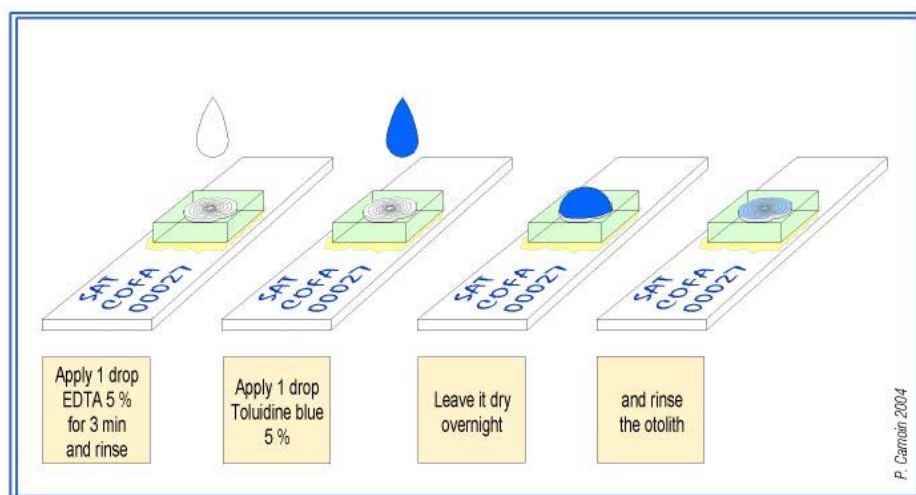 SAT
COFA
00027
SAT
COFA
00027
SAT
COFA
00027
SAT
COFA
00027
Apply 1 drop
EDTA 5 %
for 3 min
and rinse
Apply 1 drop
Toluidine blue
5 %
Leave it dry
overnight
and rinse
the otolith
P. Camoin 2004